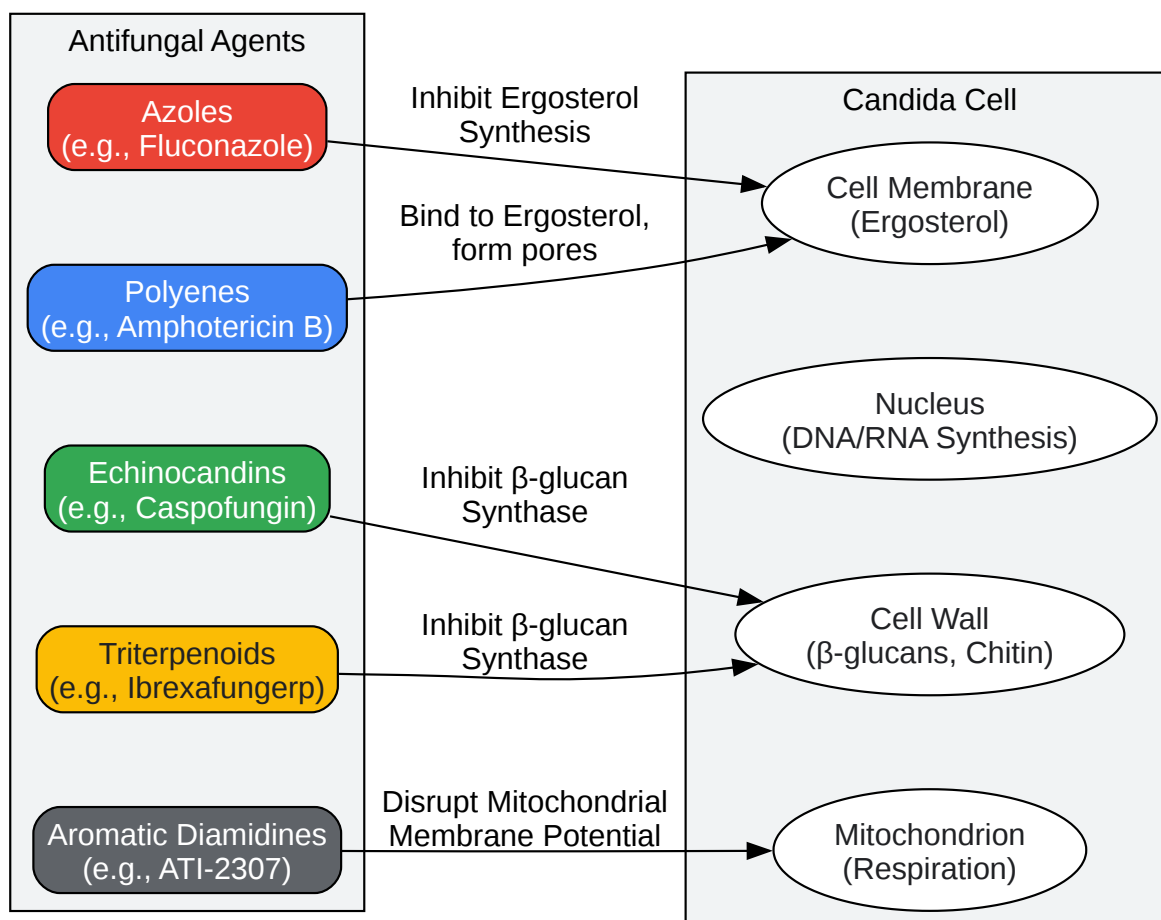 Antifungal Agents
Azoles
(e.g., Fluconazole)
Polyenes
(e.g., Amphotericin B)
Echinocandins
(e.g., Caspofungin)
Triterpenoids
(e.g., Ibrexafungerp)
Aromatic Diamidines
(e.g., ATI-2307)
Inhibit Ergosterol
Synthesis
Bind to Ergosterol,
form pores
Inhibit β-glucan
Synthase
Inhibit β-glucan
Synthase
Disrupt Mitochondrial
Membrane Potential
Candida Cell
Cell Membrane
(Ergosterol)
Nucleus
(DNA/RNA Synthesis)
Cell Wall
(β-glucans, Chitin)
Mitochondrion
(Respiration)